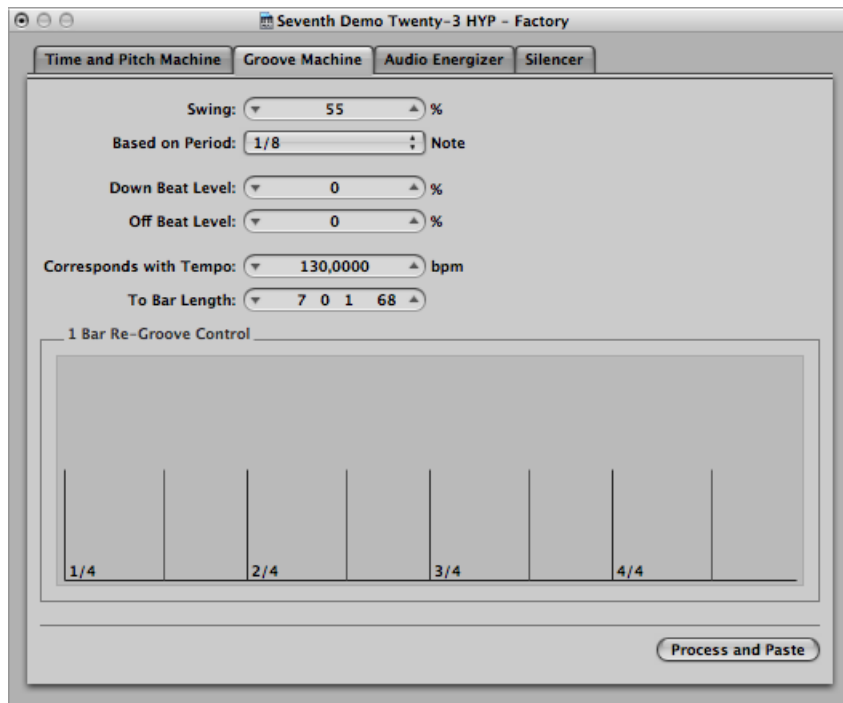 Seventh Demo Twenty-3 HYP – Factory
Time and Pitch Machine Groove Machine Audio Energizer Silencer
Swing: 55 %
Based on Period: 1/8 Note
Down Beat Level: 0 %
Off Beat Level: 0 %
Corresponds with Tempo: 130,0000 bpm
To Bar Length: 7 0 1 68
1 Bar Re-Groove Control
1/4 2/4 3/4 4/4
Process and Paste